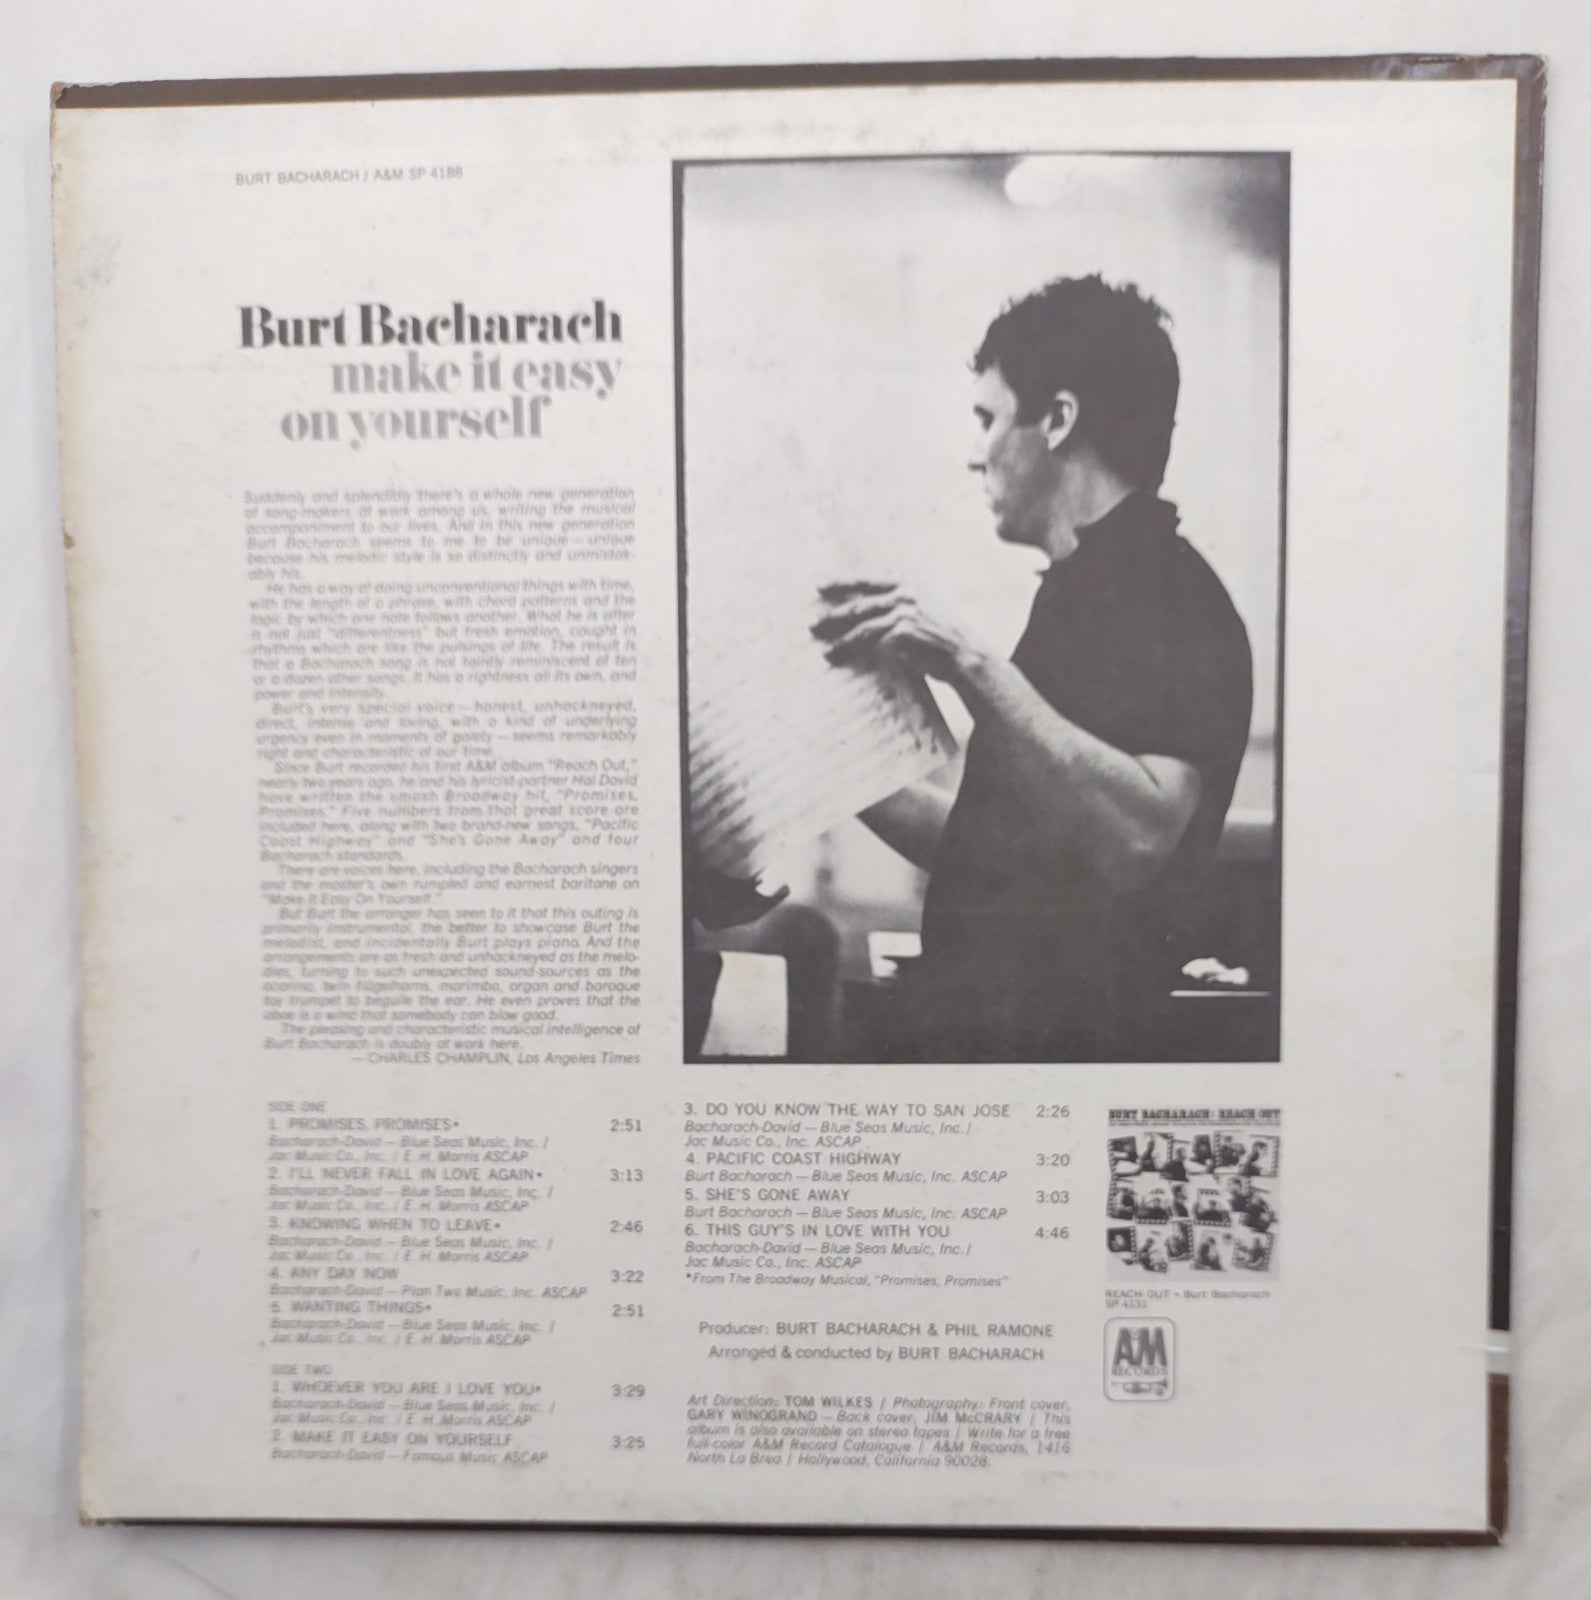 BURT BACHARACH / A&M SP 4188
Burt Bacharach
make it easy
on yourself
Suddenly and splendidly there's a whole new generation
of song-makers at work among us, writing the musical
accompaniment to our lives. And in this new generation
Burt Bacharach seems to me to be unique — unique
because his melodic style is so distinctly and unmistak-
ably his.
He has a way of doing unconventional things with time,
with the length of a phrase, with chord patterns and the
logic by which one note follows another. What he is after
is not just "differentness" but fresh emotion, caught in
rhythms which are like the pulsings of life. The result is
that a Bacharach song is not faintly reminiscent of ten
or a dozen other songs. It has a rightness all its own, and
power and intensity.
Burt's very special voice — honest, unhackneyed,
direct, intense and loving, with a kind of underlying
urgency even in moments of gaiety — seems remarkably
right and characteristic of our time.
Since Burt recorded his first A&M album "Reach Out,"
nearly two years ago, he and his lyricist-partner Hal David
have written the smash Broadway hit, "Promises,
Promises." Five numbers from that great score are
included here, along with two brand-new songs, "Pacific
Coast Highway" and "She's Gone Away" and four
Bacharach standards.
There are voices here, including the Bacharach singers
and the master's own rumpled and earnest baritone on
"Make It Easy On Yourself."
But Burt the arranger has seen to it that this outing is
primarily instrumental, the better to showcase Burt the
melodist, and incidentally Burt plays piano. And the
arrangements are as fresh and unhackneyed as the melo-
dies, turning to such unexpected sound-sources as the
ocarina, twin flügelhorns, marimba, organ and baroque
toy trumpet to beguile the ear. He even proves that the
oboe is a wind that somebody can blow good.
The pleasing and characteristic musical intelligence of
Burt Bacharach is doubly at work here.
— CHARLES CHAMPLIN, Los Angeles Times
SIDE ONE
1. PROMISES, PROMISES• 2:51
Bacharach-David — Blue Seas Music, Inc. /
Jac Music Co., Inc. / E. H. Morris ASCAP
2. I'LL NEVER FALL IN LOVE AGAIN• 3:13
Bacharach-David — Blue Seas Music, Inc. /
Jac Music Co., Inc. / E. H. Morris ASCAP
3. KNOWING WHEN TO LEAVE• 2:46
Bacharach-David — Blue Seas Music, Inc. /
Jac Music Co., Inc. / E. H. Morris ASCAP
4. ANY DAY NOW 3:22
Bacharach-David — Plan Two Music, Inc. ASCAP
5. WANTING THINGS• 2:51
Bacharach-David — Blue Seas Music, Inc. /
Jac Music Co., Inc. / E. H. Morris ASCAP
SIDE TWO
1. WHOEVER YOU ARE I LOVE YOU• 3:29
Bacharach-David — Blue Seas Music, Inc. /
Jac Music Co., Inc. / E. H. Morris ASCAP
2. MAKE IT EASY ON YOURSELF 3:25
Bacharach-David — Famous Music ASCAP
3. DO YOU KNOW THE WAY TO SAN JOSE 2:26
Bacharach-David — Blue Seas Music, Inc. /
Jac Music Co., Inc. ASCAP
4. PACIFIC COAST HIGHWAY 3:20
Burt Bacharach — Blue Seas Music, Inc. ASCAP
5. SHE'S GONE AWAY 3:03
Burt Bacharach — Blue Seas Music, Inc. ASCAP
6. THIS GUY'S IN LOVE WITH YOU 4:46
Bacharach-David — Blue Seas Music, Inc. /
Jac Music Co., Inc. ASCAP
•From The Broadway Musical, "Promises, Promises"
Producer: BURT BACHARACH & PHIL RAMONE
Arranged & conducted by BURT BACHARACH
Art Direction: TOM WILKES / Photography: Front cover,
GARY WINOGRAND — Back cover, JIM McCRARY / This
album is also available on stereo tapes / Write for a free
full-color A&M Record Catalogue / A&M Records, 1416
North La Brea / Hollywood, California 90028.
BURT BACHARACH: REACH OUT
REACH OUT • Burt Bacharach
SP 4131
A&M
RECORDS